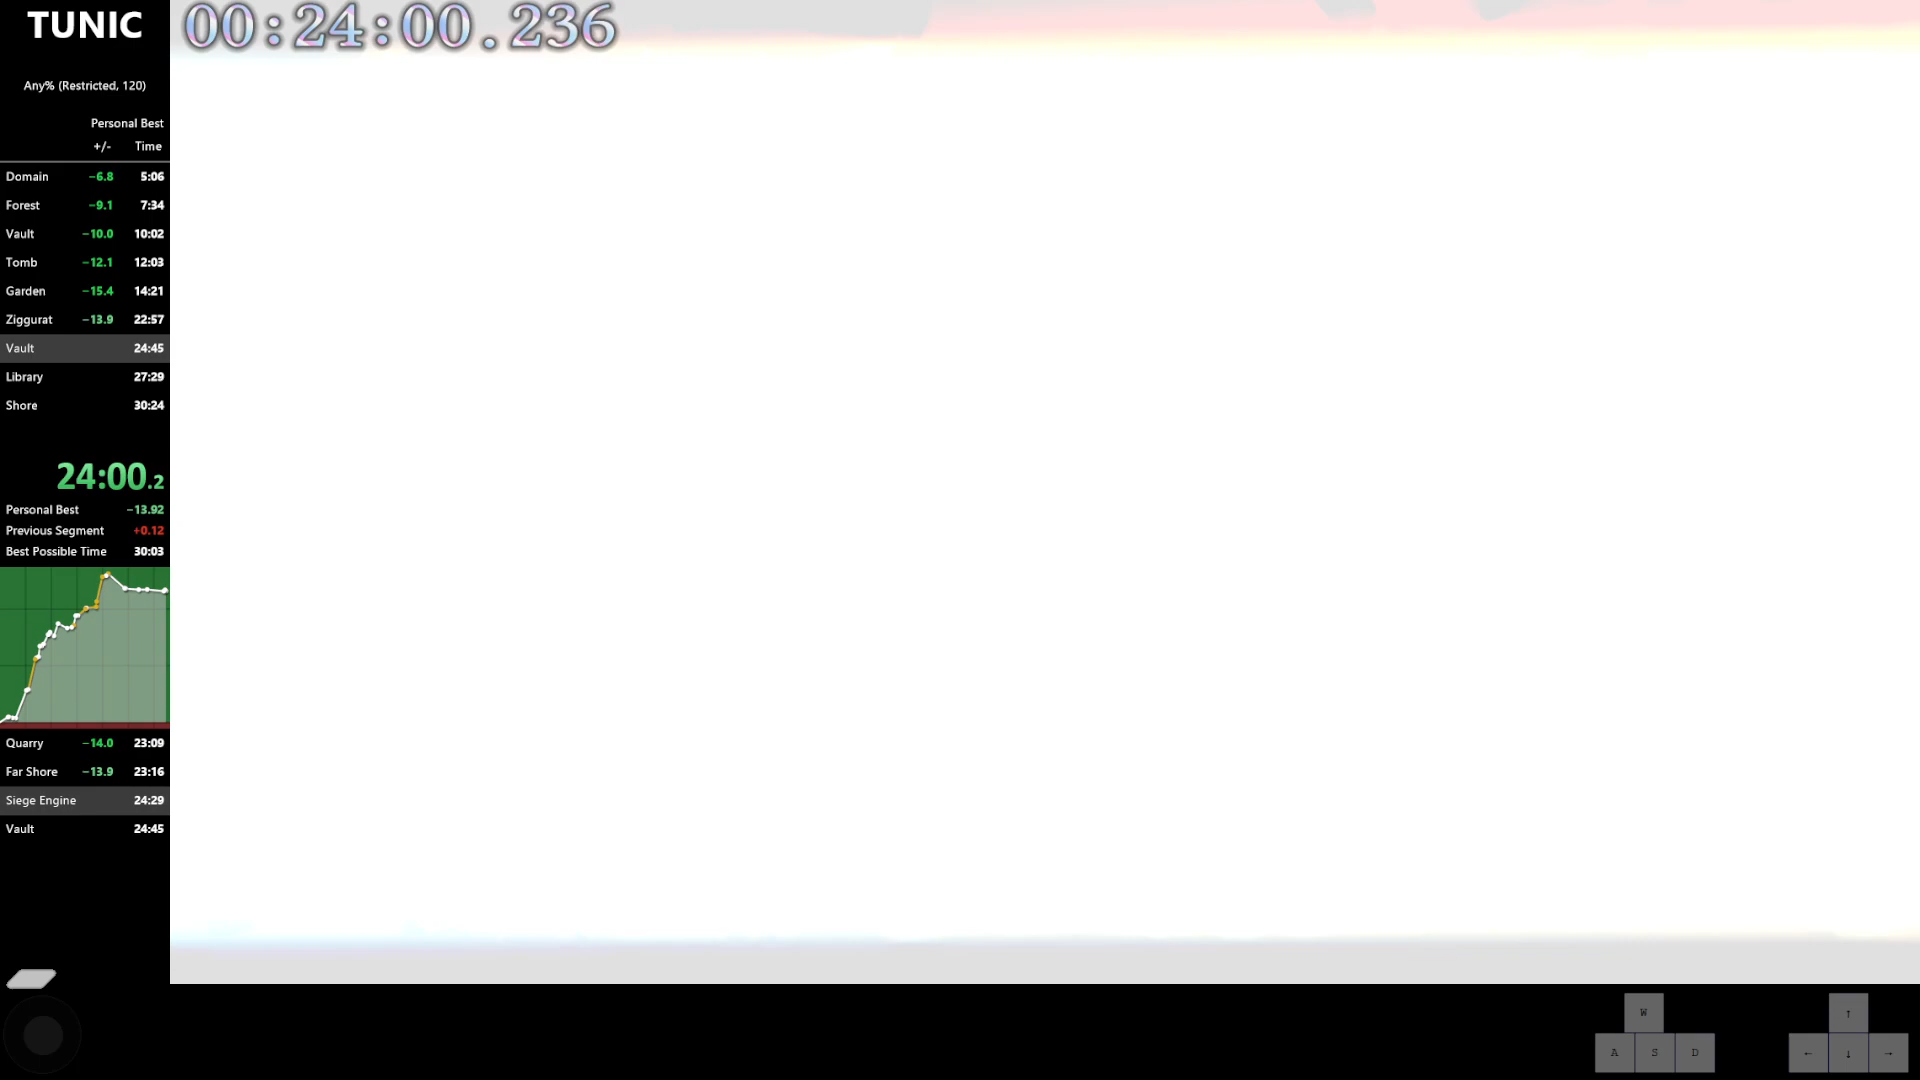 TUNIC
00:24:00.236
Any% (Restricted, 120)
Personal Best
+/- Time
Domain −6.8 5:06
Forest −9.1 7:34
Vault −10.0 10:02
Tomb −12.1 12:03
Garden −15.4 14:21
Ziggurat −13.9 22:57
Vault 24:45
Library 27:29
Shore 30:24
24:00.2
Personal Best −13.92
Previous Segment +0.12
Best Possible Time 30:03
Quarry −14.0 23:09
Far Shore −13.9 23:16
Siege Engine 24:29
Vault 24:45
W ↑
A S D ← ↓ →